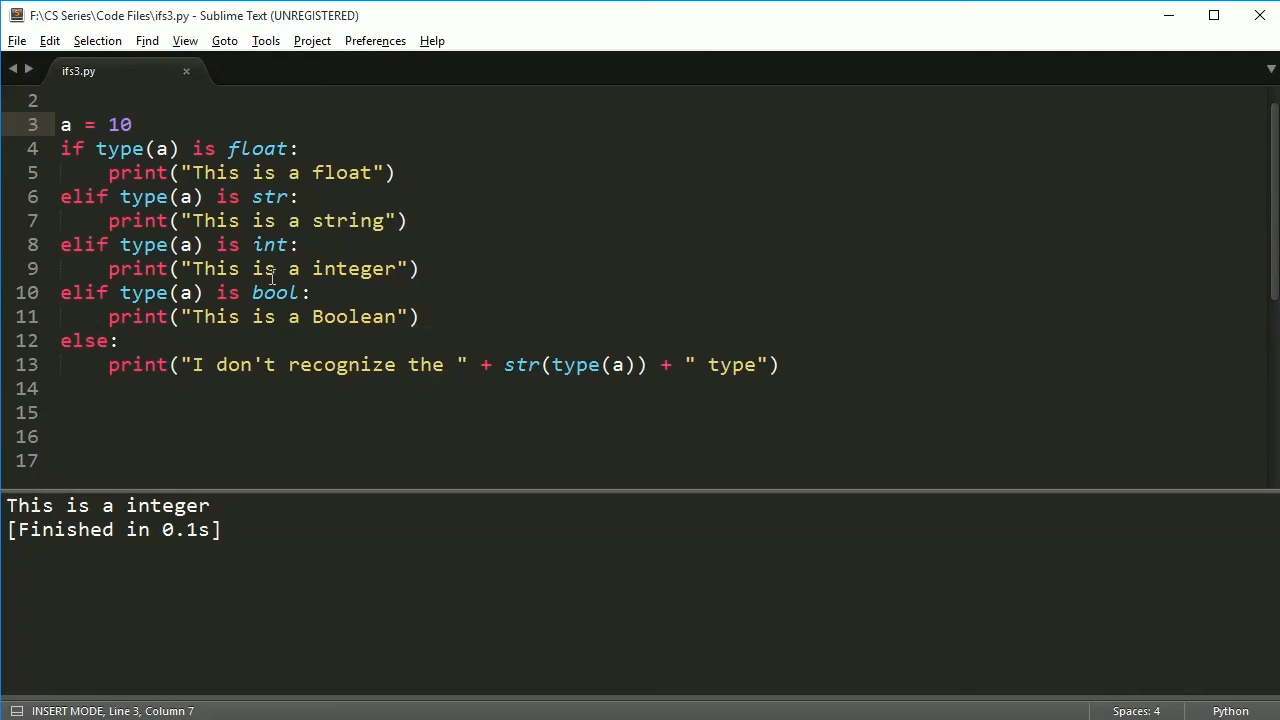 F:\CS Series\Code Files\ifs3.py - Sublime Text (UNREGISTERED)
File Edit Selection Find View Goto Tools Project Preferences Help
ifs3.py
2
3 a = 10
4 if type(a) is float:
5     print("This is a float")
6 elif type(a) is str:
7     print("This is a string")
8 elif type(a) is int:
9     print("This is a integer")
10 elif type(a) is bool:
11     print("This is a Boolean")
12 else:
13     print("I don't recognize the " + str(type(a)) + " type")
14
15
16
17
This is a integer
[Finished in 0.1s]
INSERT MODE, Line 3, Column 7 Spaces: 4 Python